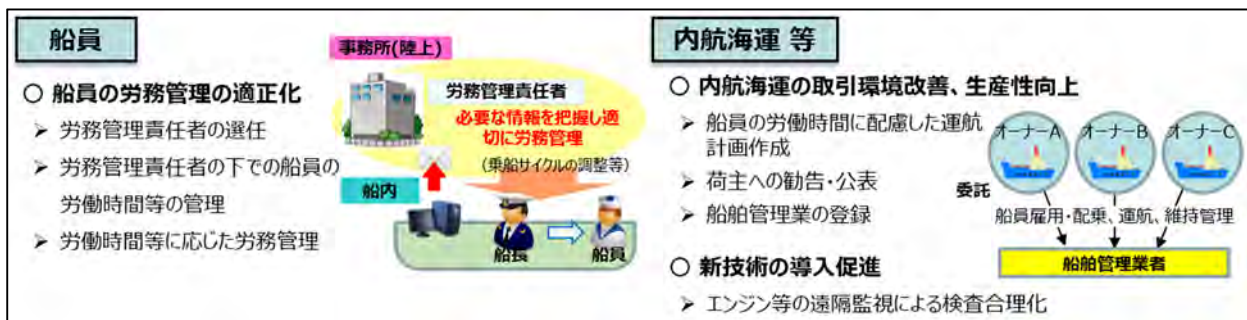 船員
○ 船員の労務管理の適正化
➤ 労務管理責任者の選任
➤ 労務管理責任者の下での船員の
労働時間等の管理
➤ 労働時間等に応じた労務管理
事務所(陸上)
労務管理責任者
必要な情報を把握し適
切に労務管理
（乗船サイクルの調整等）
船内
船長
船員
内航海運 等
○ 内航海運の取引環境改善、生産性向上
➤ 船員の労働時間に配慮した運航
計画作成
➤ 荷主への勧告・公表
➤ 船舶管理業の登録
オーナーA
オーナーB
オーナーC
委託
船員雇用・配乗、運航、維持管理
船舶管理業者
○ 新技術の導入促進
➤ エンジン等の遠隔監視による検査合理化